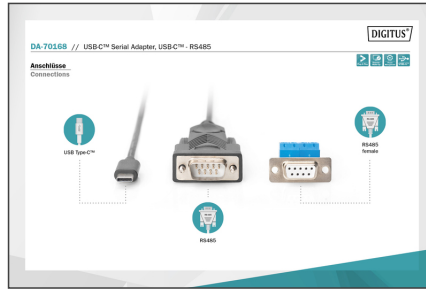 DIGITUS®
DA-70168 // USB-C™ Serial Adapter, USB-C™ - RS485
Anschlüsse
Connections
USB Type-C™
RS485
female
RS485